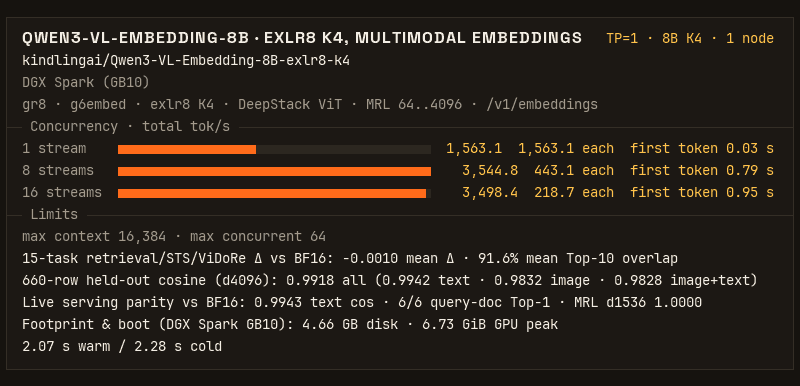 QWEN3-VL-EMBEDDING-8B · EXLR8 K4, MULTIMODAL EMBEDDINGS TP=1 · 8B K4 · 1 node
kindlingai/Qwen3-VL-Embedding-8B-exlr8-k4
DGX Spark (GB10)
gr8 · g6embed · exlr8 K4 · DeepStack ViT · MRL 64..4096 · /v1/embeddings
Concurrency · total tok/s
1 stream 1,563.1 1,563.1 each first token 0.03 s
8 streams 3,544.8 443.1 each first token 0.79 s
16 streams 3,498.4 218.7 each first token 0.95 s
Limits
max context 16,384 · max concurrent 64
15-task retrieval/STS/ViDoRe Δ vs BF16: -0.0010 mean Δ · 91.6% mean Top-10 overlap
660-row held-out cosine (d4096): 0.9918 all (0.9942 text · 0.9832 image · 0.9828 image+text)
Live serving parity vs BF16: 0.9943 text cos · 6/6 query-doc Top-1 · MRL d1536 1.0000
Footprint & boot (DGX Spark GB10): 4.66 GB disk · 6.73 GiB GPU peak
2.07 s warm / 2.28 s cold